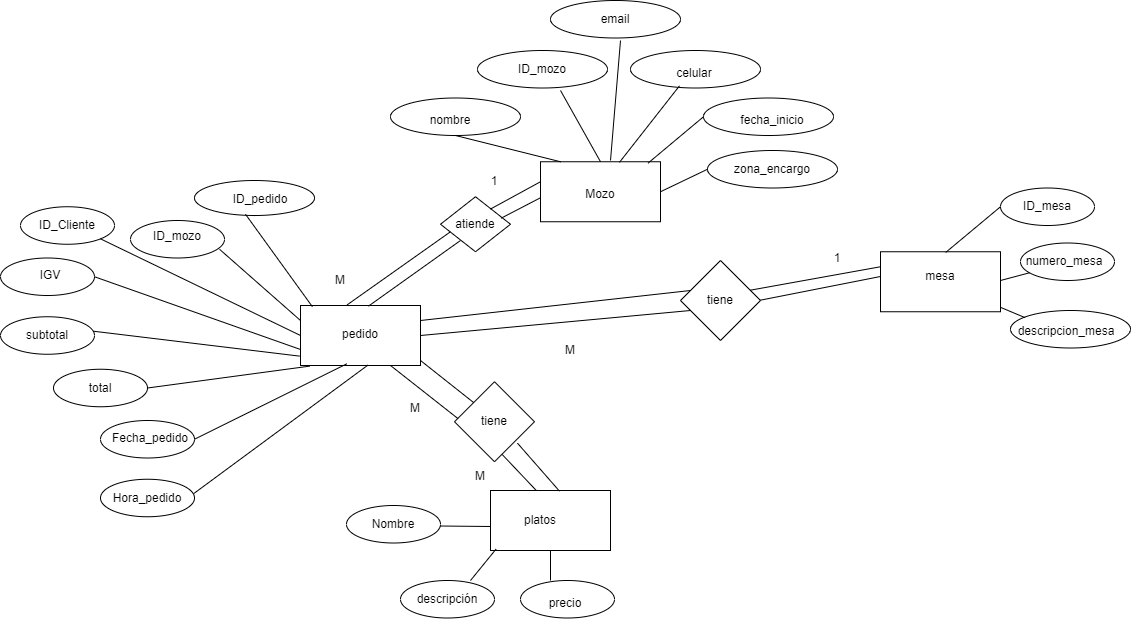 email
ID_mozo
celular
nombre
fecha_inicio
zona_encargo
1
Mozo
ID_pedido
ID_Cliente
ID_mozo
atiende
ID_mesa
IGV
M
1
numero_mesa
mesa
tiene
subtotal
pedido
descripcion_mesa
M
total
M
tiene
Fecha_pedido
M
Hora_pedido
Nombre
platos
descripción
precio